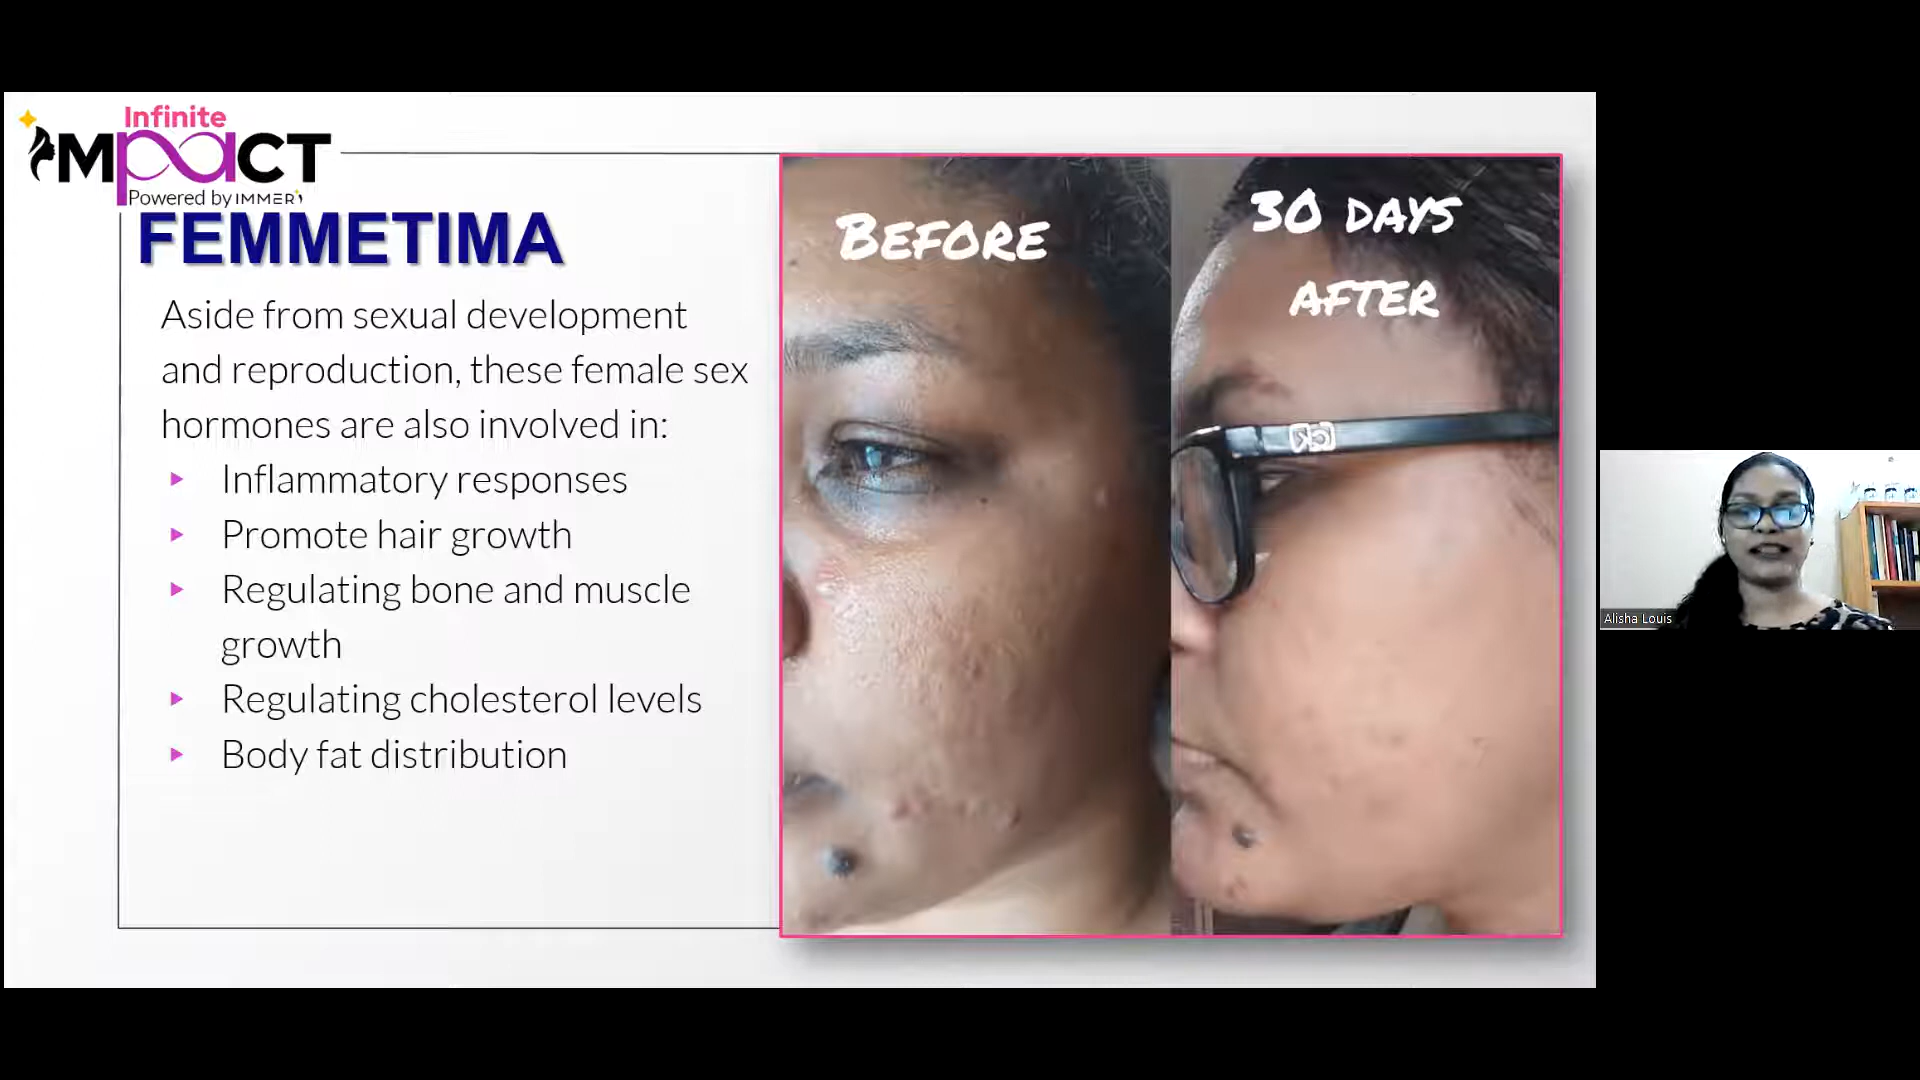 Infinite
iMPACT
Powered by IMMERI
FEMMETIMA
Aside from sexual development
and reproduction, these female sex
hormones are also involved in:
Inflammatory responses
Promote hair growth
Regulating bone and muscle
growth
Regulating cholesterol levels
Body fat distribution
BEFORE
30 DAYS
AFTER
Alisha Louis